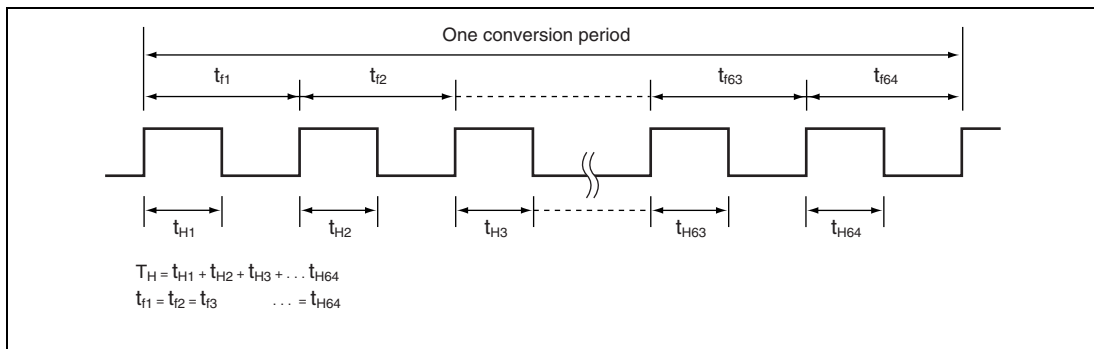 One conversion period
tf1 tf2 tf63 tf64
tH1 tH2 tH3 tH63 tH64
TH = tH1 + tH2 + tH3 + . . . tH64
tf1 = tf2 = tf3 . . . = tH64